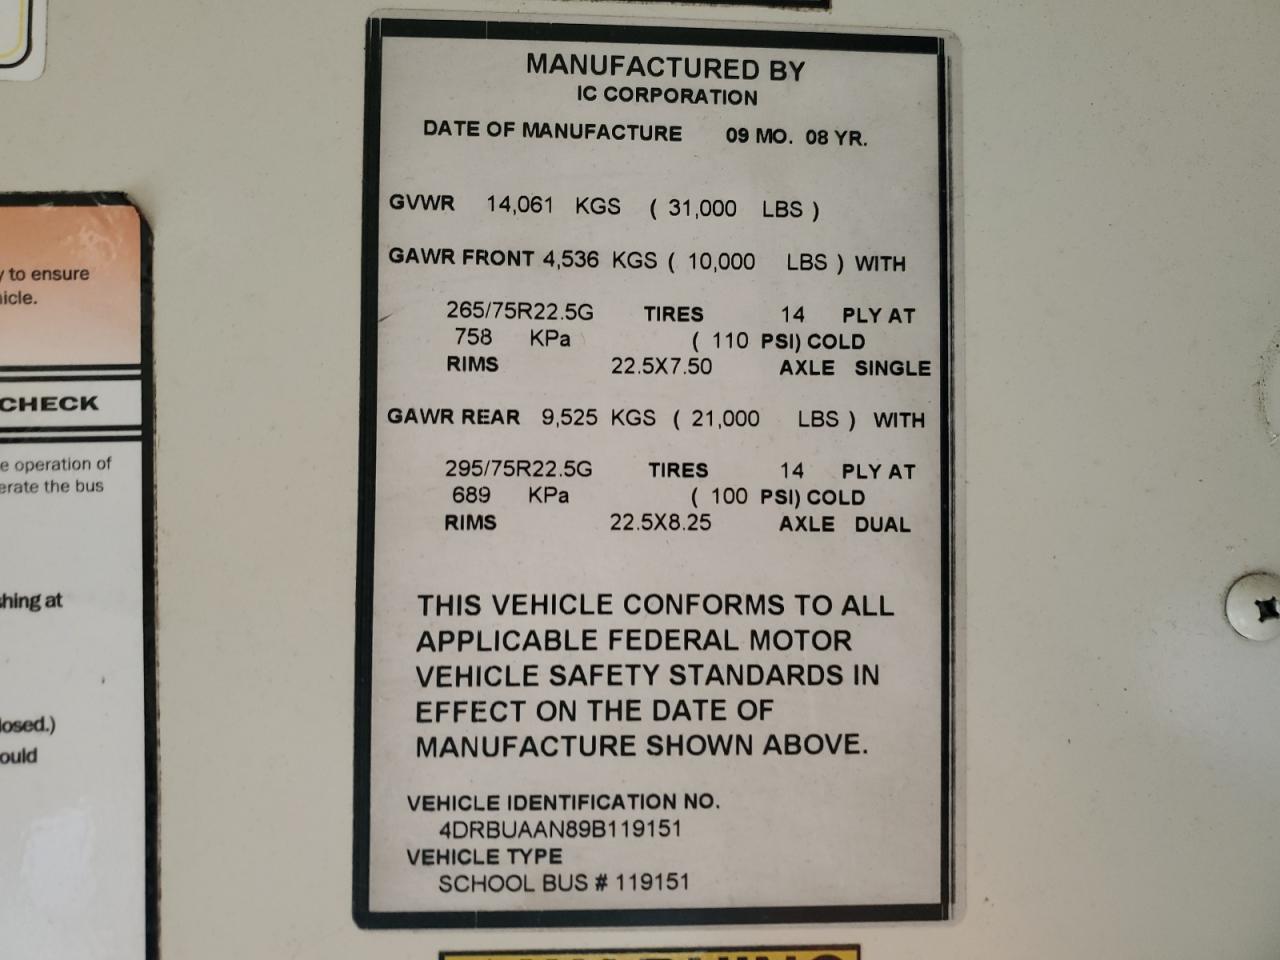 MANUFACTURED BY
IC CORPORATION
DATE OF MANUFACTURE 09 MO. 08 YR.
GVWR 14,061 KGS ( 31,000 LBS )
GAWR FRONT 4,536 KGS ( 10,000 LBS ) WITH
265/75R22.5G TIRES 14 PLY AT
758 KPa ( 110 PSI) COLD
RIMS 22.5X7.50 AXLE SINGLE
GAWR REAR 9,525 KGS ( 21,000 LBS ) WITH
295/75R22.5G TIRES 14 PLY AT
689 KPa ( 100 PSI) COLD
RIMS 22.5X8.25 AXLE DUAL
THIS VEHICLE CONFORMS TO ALL
APPLICABLE FEDERAL MOTOR
VEHICLE SAFETY STANDARDS IN
EFFECT ON THE DATE OF
MANUFACTURE SHOWN ABOVE.
VEHICLE IDENTIFICATION NO.
4DRBUAAN89B119151
VEHICLE TYPE
SCHOOL BUS # 119151
to ensure
CHECK
operation of
the bus
at